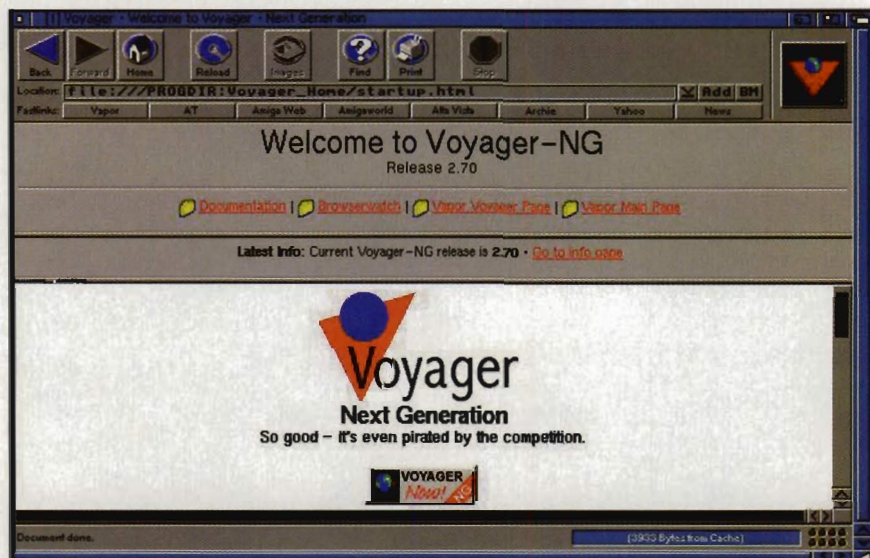 [1] Voyager · Welcome to Voyager · Next Generation
Back Forward Home Reload Images Find Print Stop
Location: file:///PROGDIR:Voyager_Home/startup.html Add BM
Fastlinks: Vapor AT Amiga Web Amigaworld Alta Vista Archie Yahoo News
Welcome to Voyager-NG
Release 2.70
Documentation | Browserwatch | Vapor Voyager Page | Vapor Main Page
Latest Info: Current Voyager-NG release is 2.70 · Go to info page
Voyager
Next Generation
So good – it's even pirated by the competition.
VOYAGER
Now! NG
Document done. (3933 Bytes from Cache)